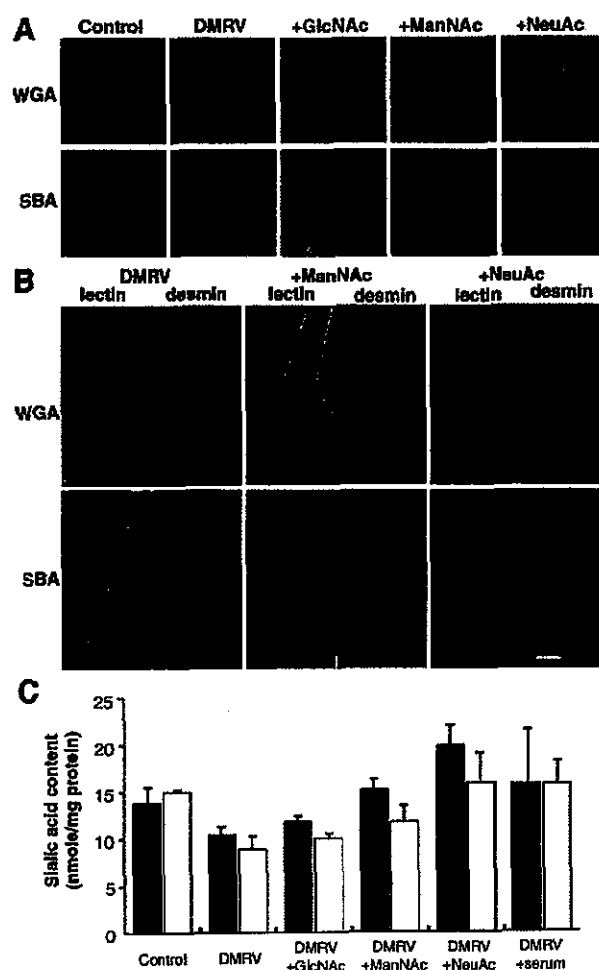 A
Control DMRV +GlcNAc +ManNAc +NeuAc
WGA
SBA
B
DMRV +ManNAc +NeuAc
lectin desmin lectin desmin lectin desmin
WGA
SBA
C
Sialic acid content
(nmole/mg protein)
25
20
15
10
5
0
Control DMRV DMRV DMRV DMRV DMRV
+GlcNAc +ManNAc +NeuAc +serum